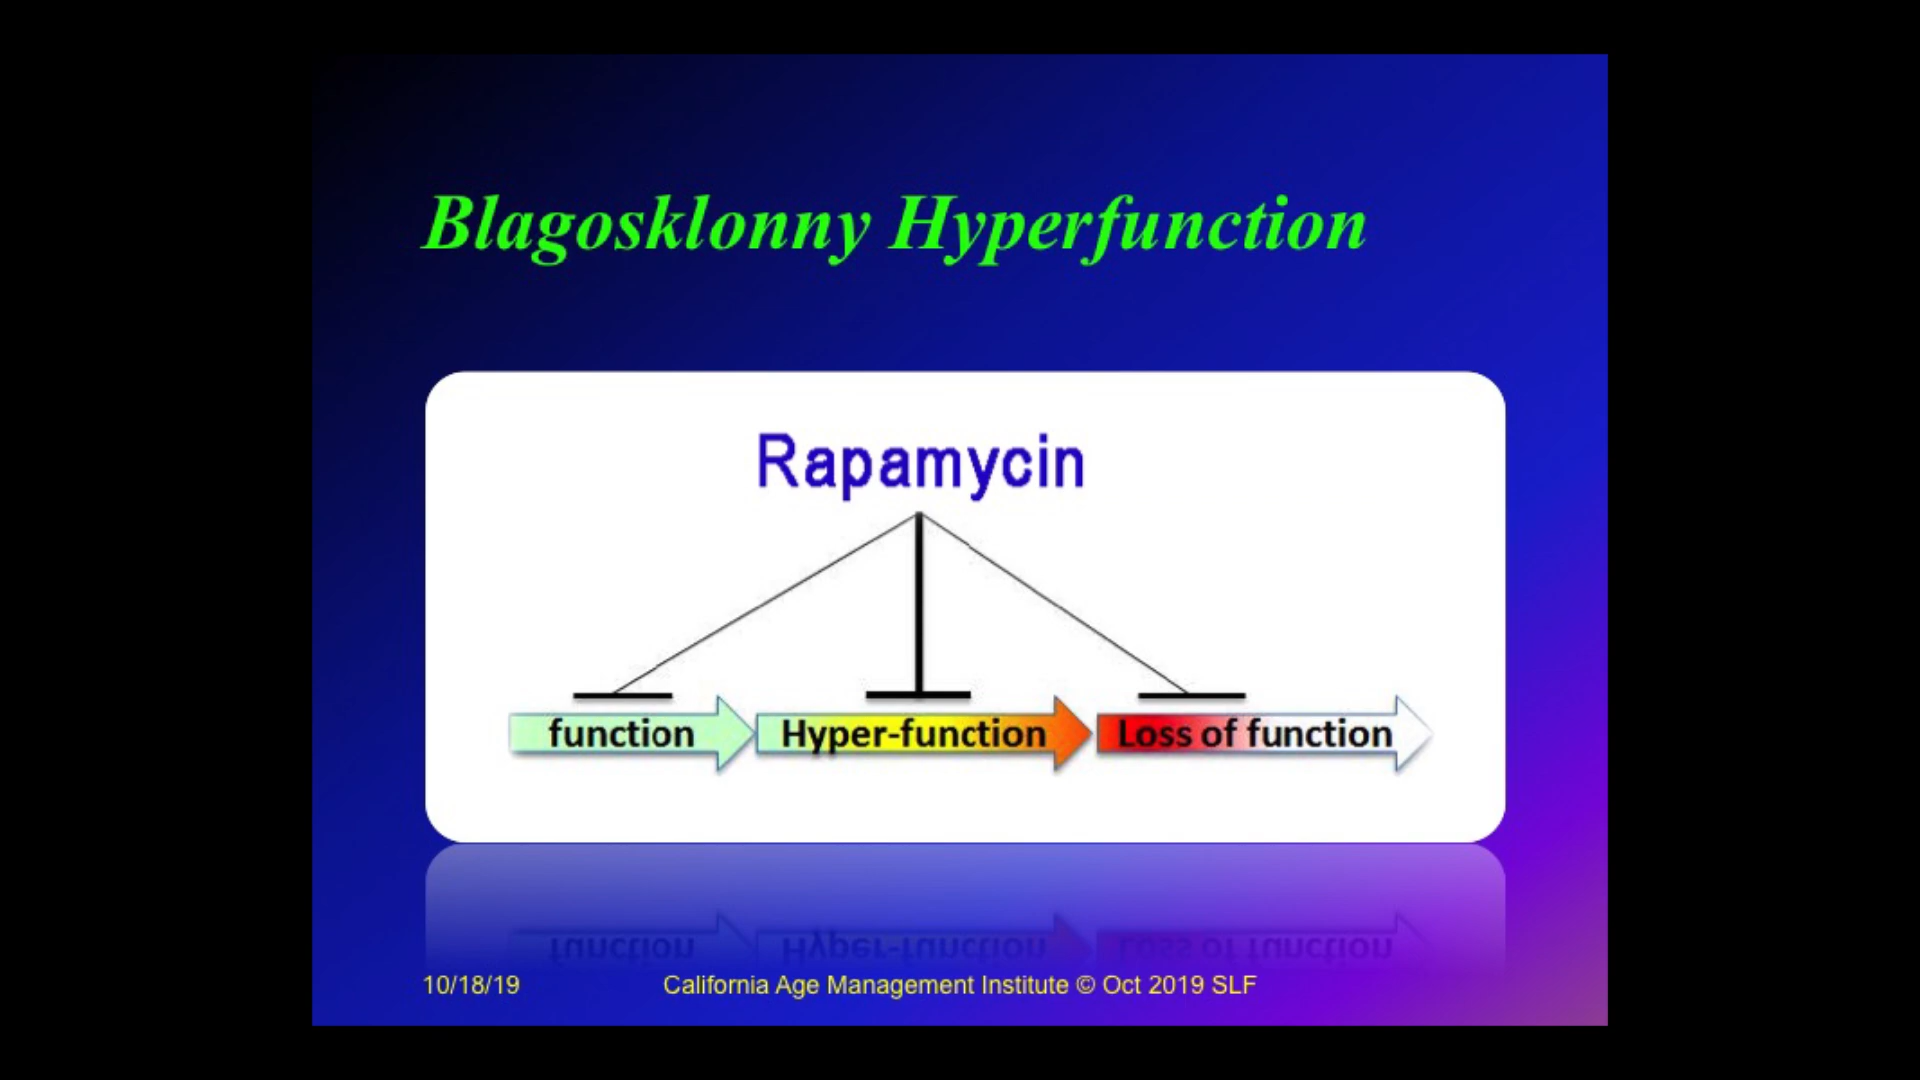 Blagosklonny Hyperfunction
Rapamycin
function Hyper-function Loss of function
10/18/19 California Age Management Institute © Oct 2019 SLF